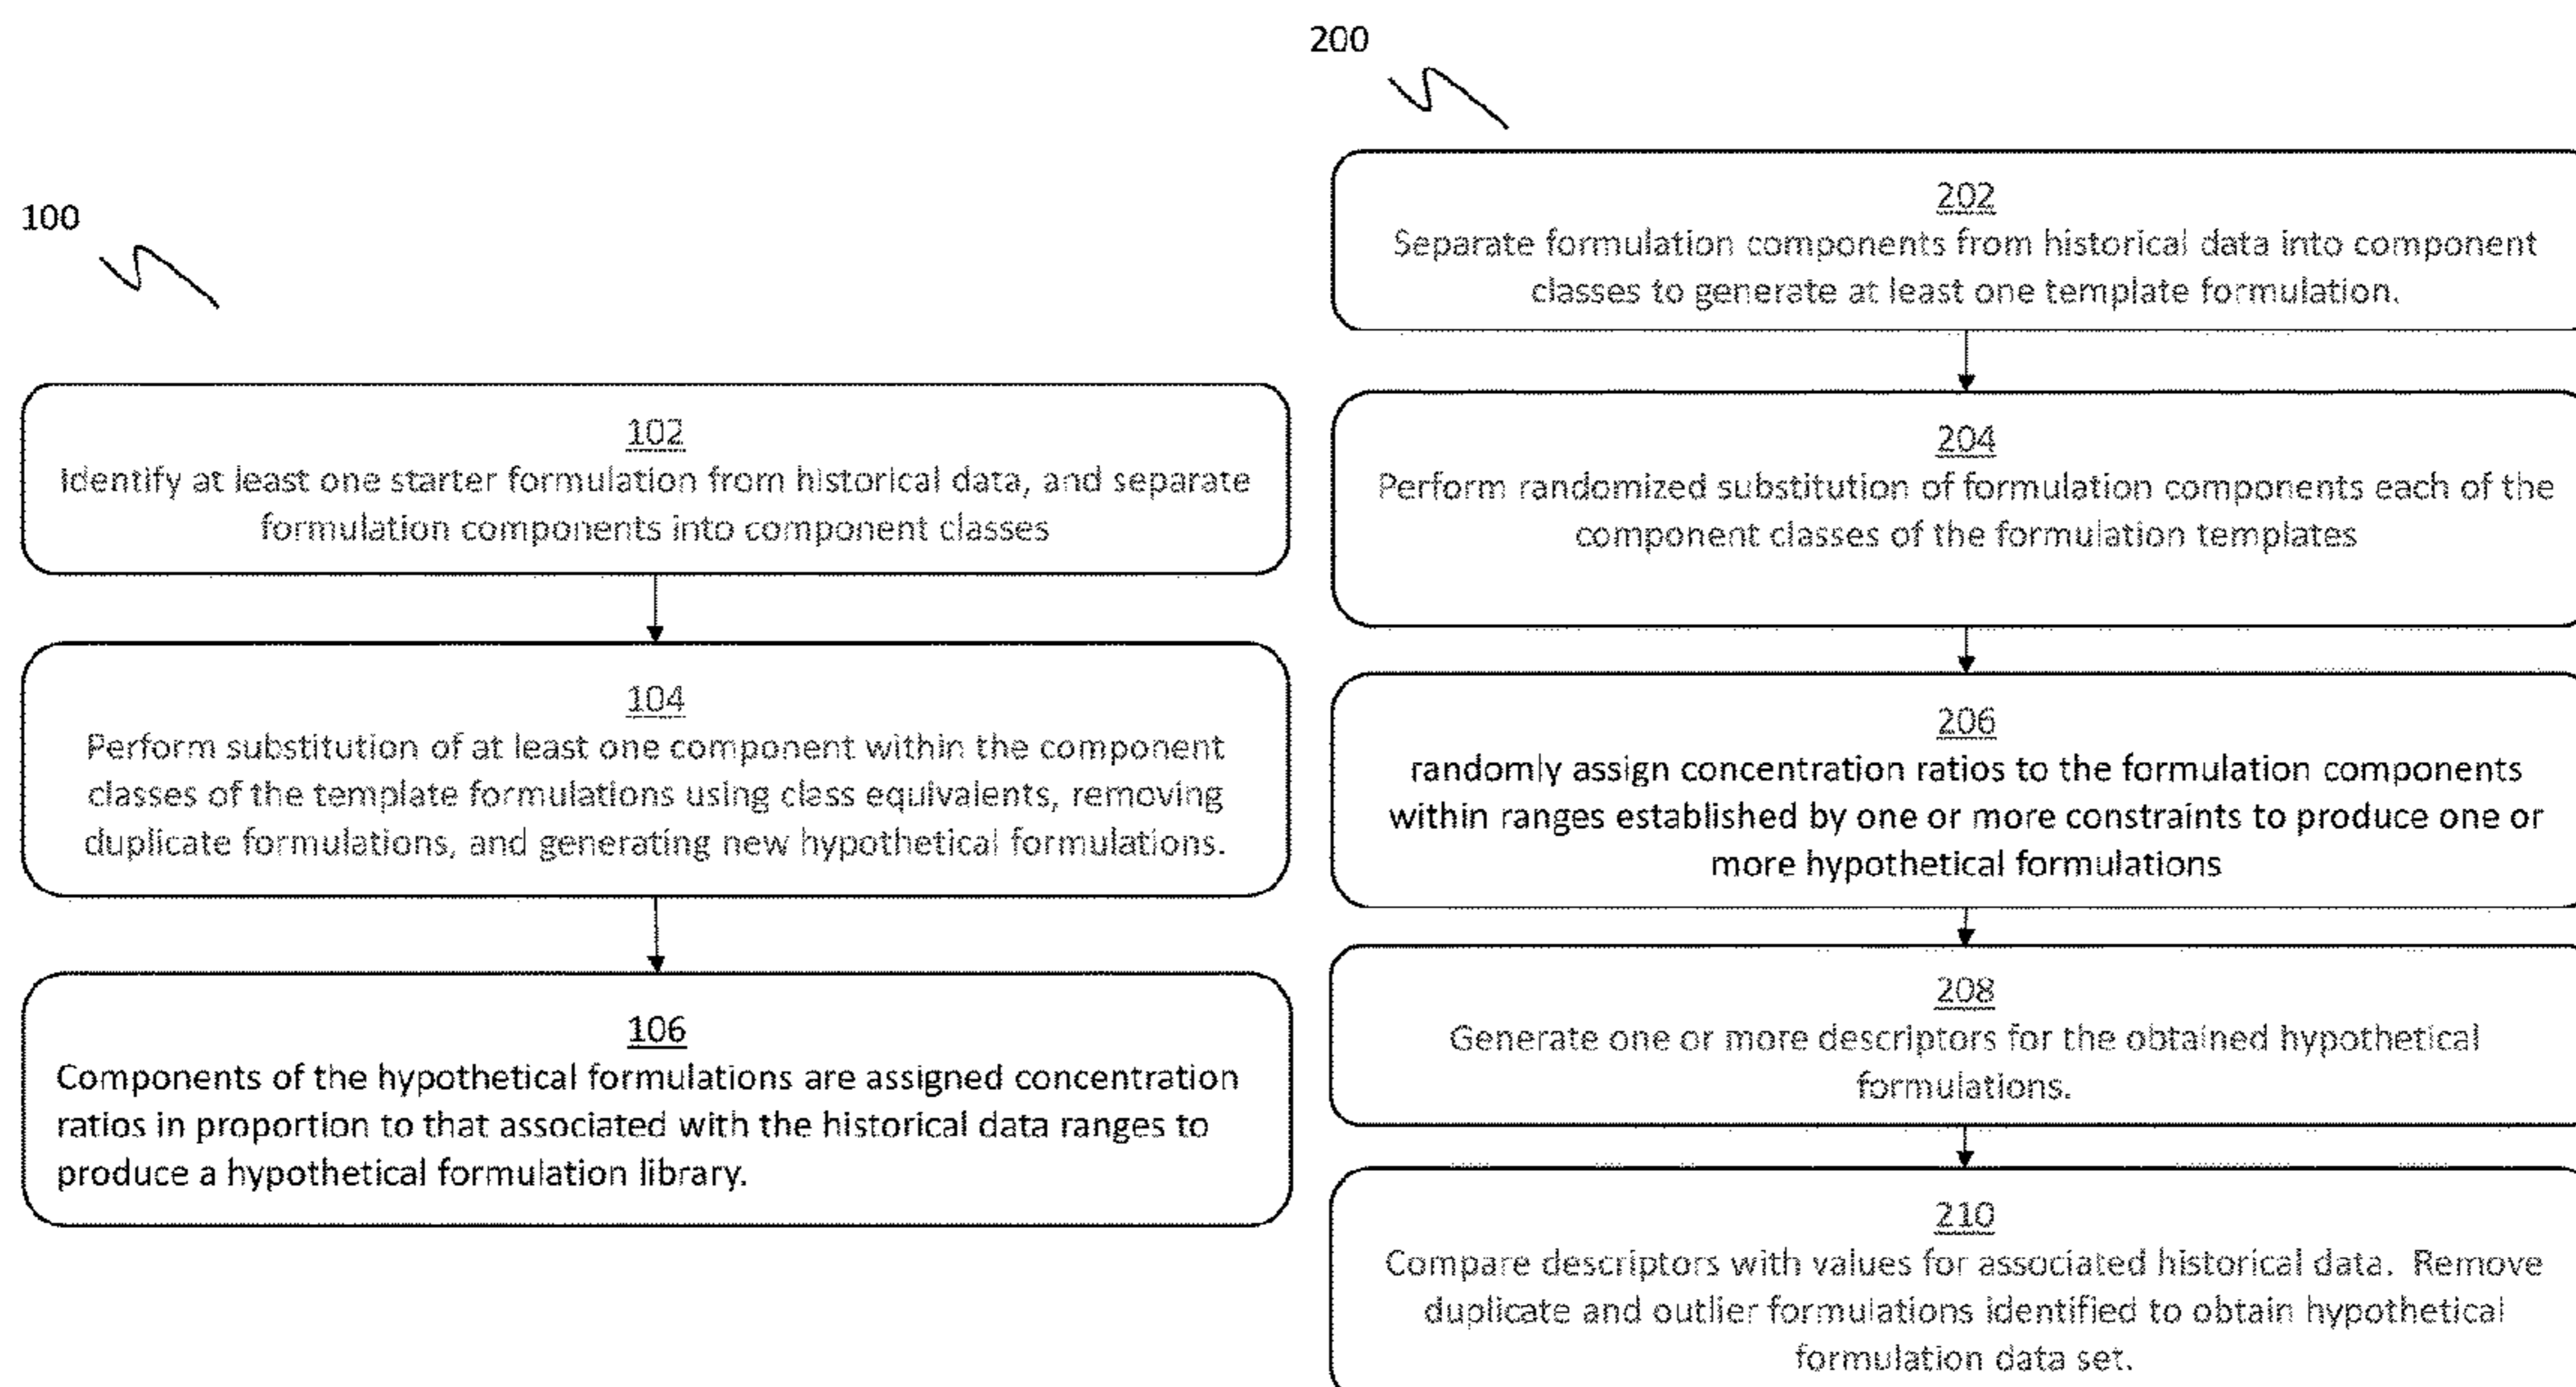 100
102
Identify at least one starter formulation from historical data, and separate
formulation components into component classes
104
Perform substitution of at least one component within the component
classes of the template formulations using class equivalents, removing
duplicate formulations, and generating new hypothetical formulations.
106
Components of the hypothetical formulations are assigned concentration
ratios in proportion to that associated with the historical data ranges to
produce a hypothetical formulation library.
200
202
Separate formulation components from historical data into component
classes to generate at least one template formulation.
204
Perform randomized substitution of formulation components each of the
component classes of the formulation templates
206
randomly assign concentration ratios to the formulation components
within ranges established by one or more constraints to produce one or
more hypothetical formulations
208
Generate one or more descriptors for the obtained hypothetical
formulations.
210
Compare descriptors with values for associated historical data. Remove
duplicate and outlier formulations identified to obtain hypothetical
formulation data set.